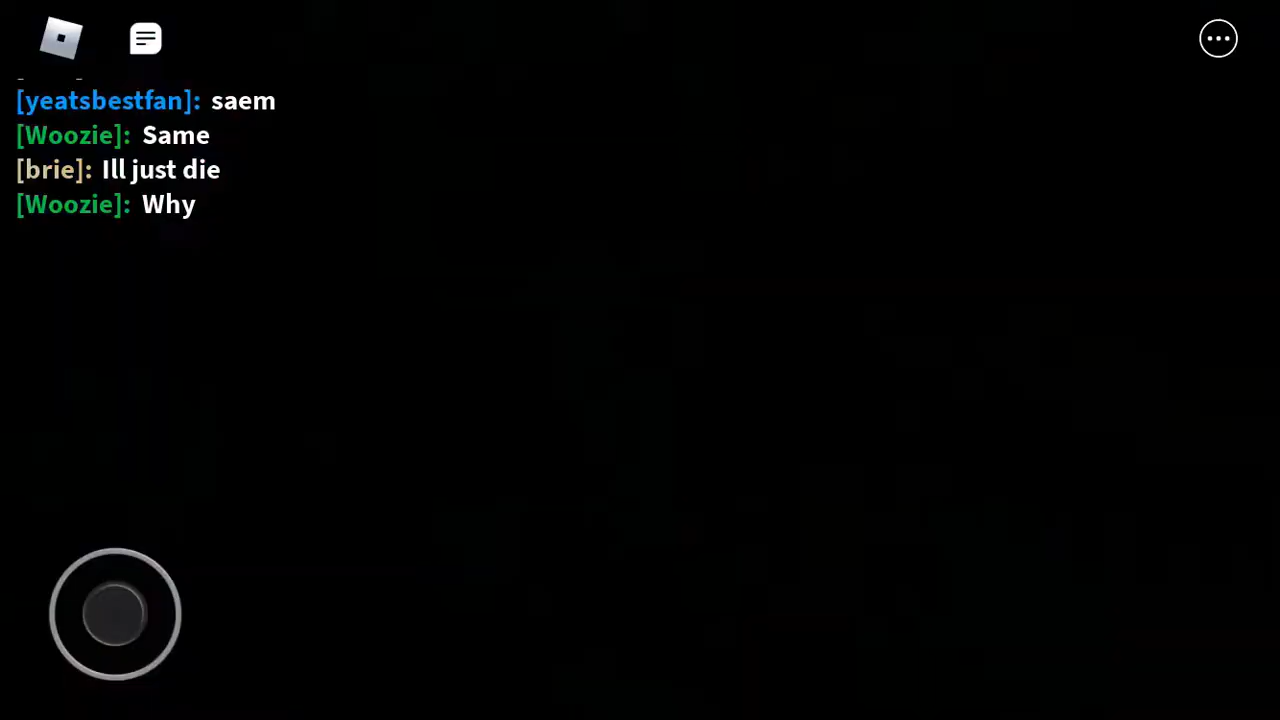 [yeatsbestfan]: saem
[Woozie]: Same
[brie]: Ill just die
[Woozie]: Why